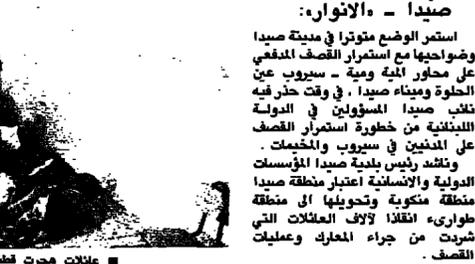 صيدا ــ «الانوار»:
استمر الوضع متوترا في مدينة صيدا
وضواحيها مع استمرار القصف المدفعي
على محاور المية ومية ــ سيروب عين
الحلوة وميناء صيدا ، في وقت حذر فيه
نائب صيدا المسؤولين في الدولة
اللبنانية من خطورة استمرار القصف
على المدنيين في سيروب والمخيمات .
وناشد رئيس بلدية صيدا المؤسسات
الدولية والانسانية اعتبار منطقة صيدا
منطقة منكوبة وتحويلها الى منطقة
طوارىء انقاذا لآلاف العائلات التي
شردت من جراء المعارك وعمليات
القصف .
■ عائلات هجرت